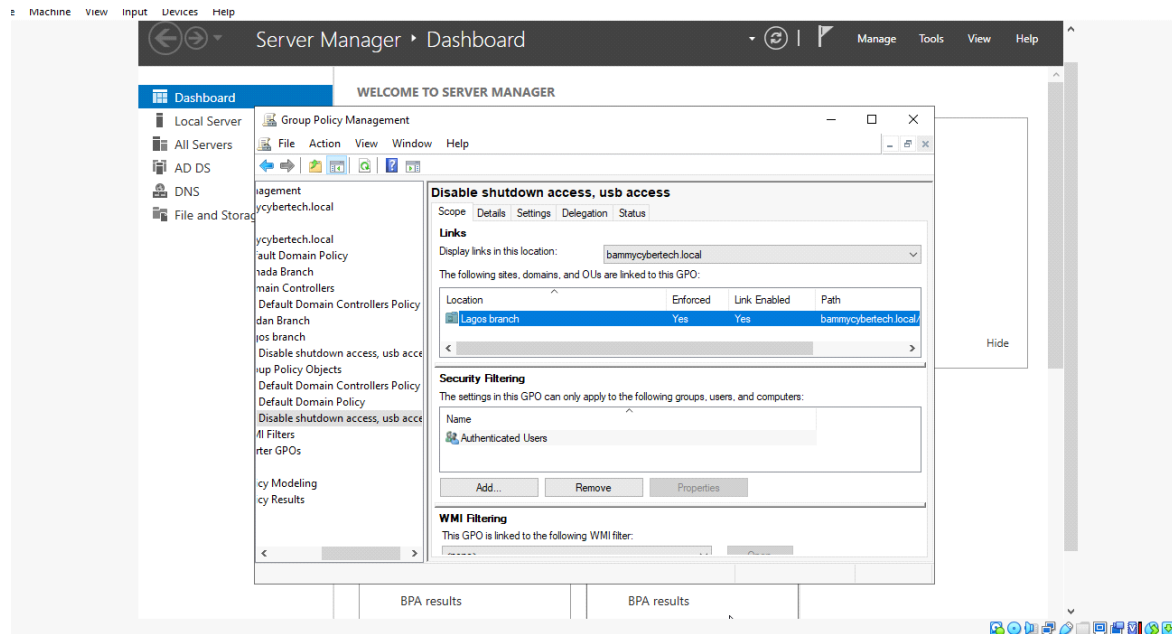 Machine View Input Devices Help
Server Manager ‣ Dashboard
Manage Tools View Help
Dashboard
Local Server
All Servers
AD DS
DNS
File and Storag
WELCOME TO SERVER MANAGER
Group Policy Management
File Action View Window Help
agement
ycybertech.local
ycybertech.local
ault Domain Policy
nada Branch
main Controllers
Default Domain Controllers Policy
dan Branch
jos branch
Disable shutdown access, usb acce
up Policy Objects
Default Domain Controllers Policy
Default Domain Policy
Disable shutdown access, usb acce
MI Filters
rter GPOs
cy Modeling
cy Results
Disable shutdown access, usb access
Scope Details Settings Delegation Status
Links
Display links in this location: bammycybertech.local
The following sites, domains, and OUs are linked to this GPO:
Location Enforced Link Enabled Path
Lagos branch Yes Yes bammycybertech.local/
Security Filtering
The settings in this GPO can only apply to the following groups, users, and computers:
Name
Authenticated Users
Add... Remove Properties
WMI Filtering
This GPO is linked to the following WMI filter:
Hide
BPA results BPA results